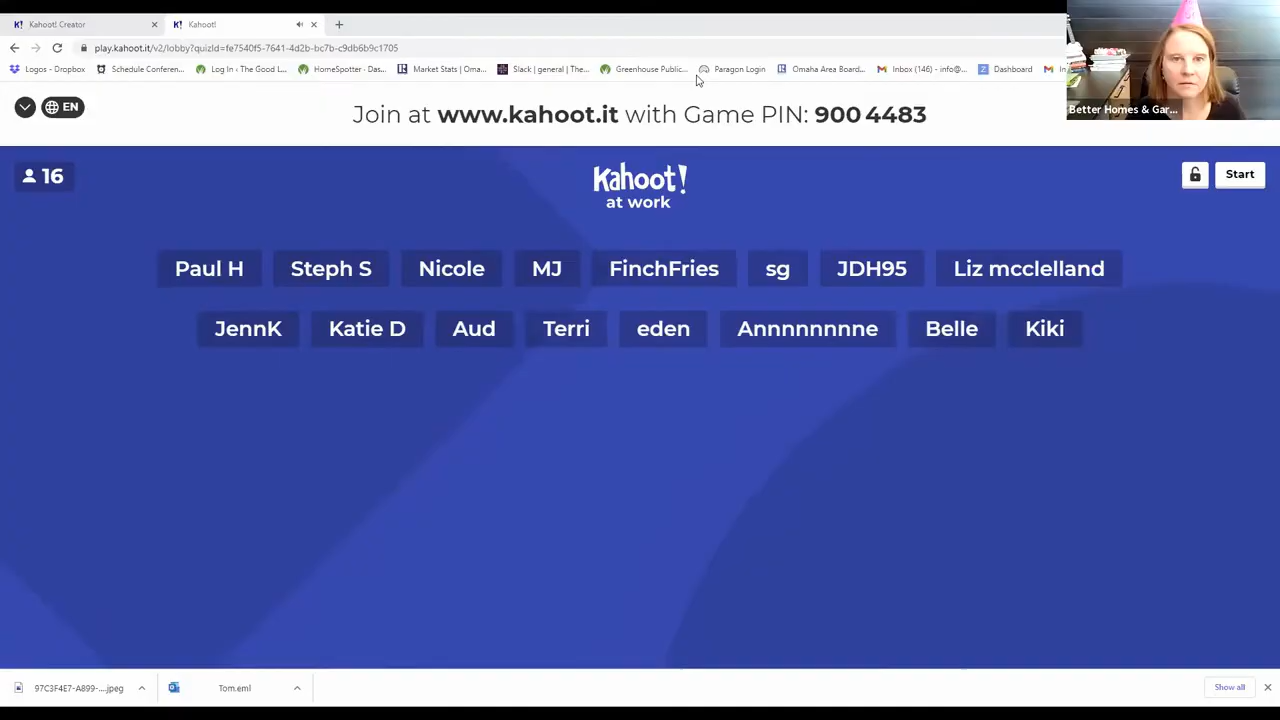 Kahoot! Creator
Kahoot!
play.kahoot.it/v2/lobby?quizId=fe7540f5-7641-4d2b-bc7b-c9db6b9c1705
Logos - Dropbox
Schedule Conferen...
Log In ‹ The Good L...
HomeSpotter -
Market Stats | Oma...
Slack | general | The...
Greenhouse Public...
Paragon Login
Omaha Area Board...
Inbox (146) - info@...
Dashboard
Better Homes & Gar...
EN
Join at www.kahoot.it with Game PIN: 900 4483
16
Kahoot!
at work
Start
Paul H Steph S Nicole MJ FinchFries sg JDH95 Liz mcclelland
JennK Katie D Aud Terri eden Annnnnnnne Belle Kiki
97C3F4E7-A899-....jpeg
Tom.eml
Show all